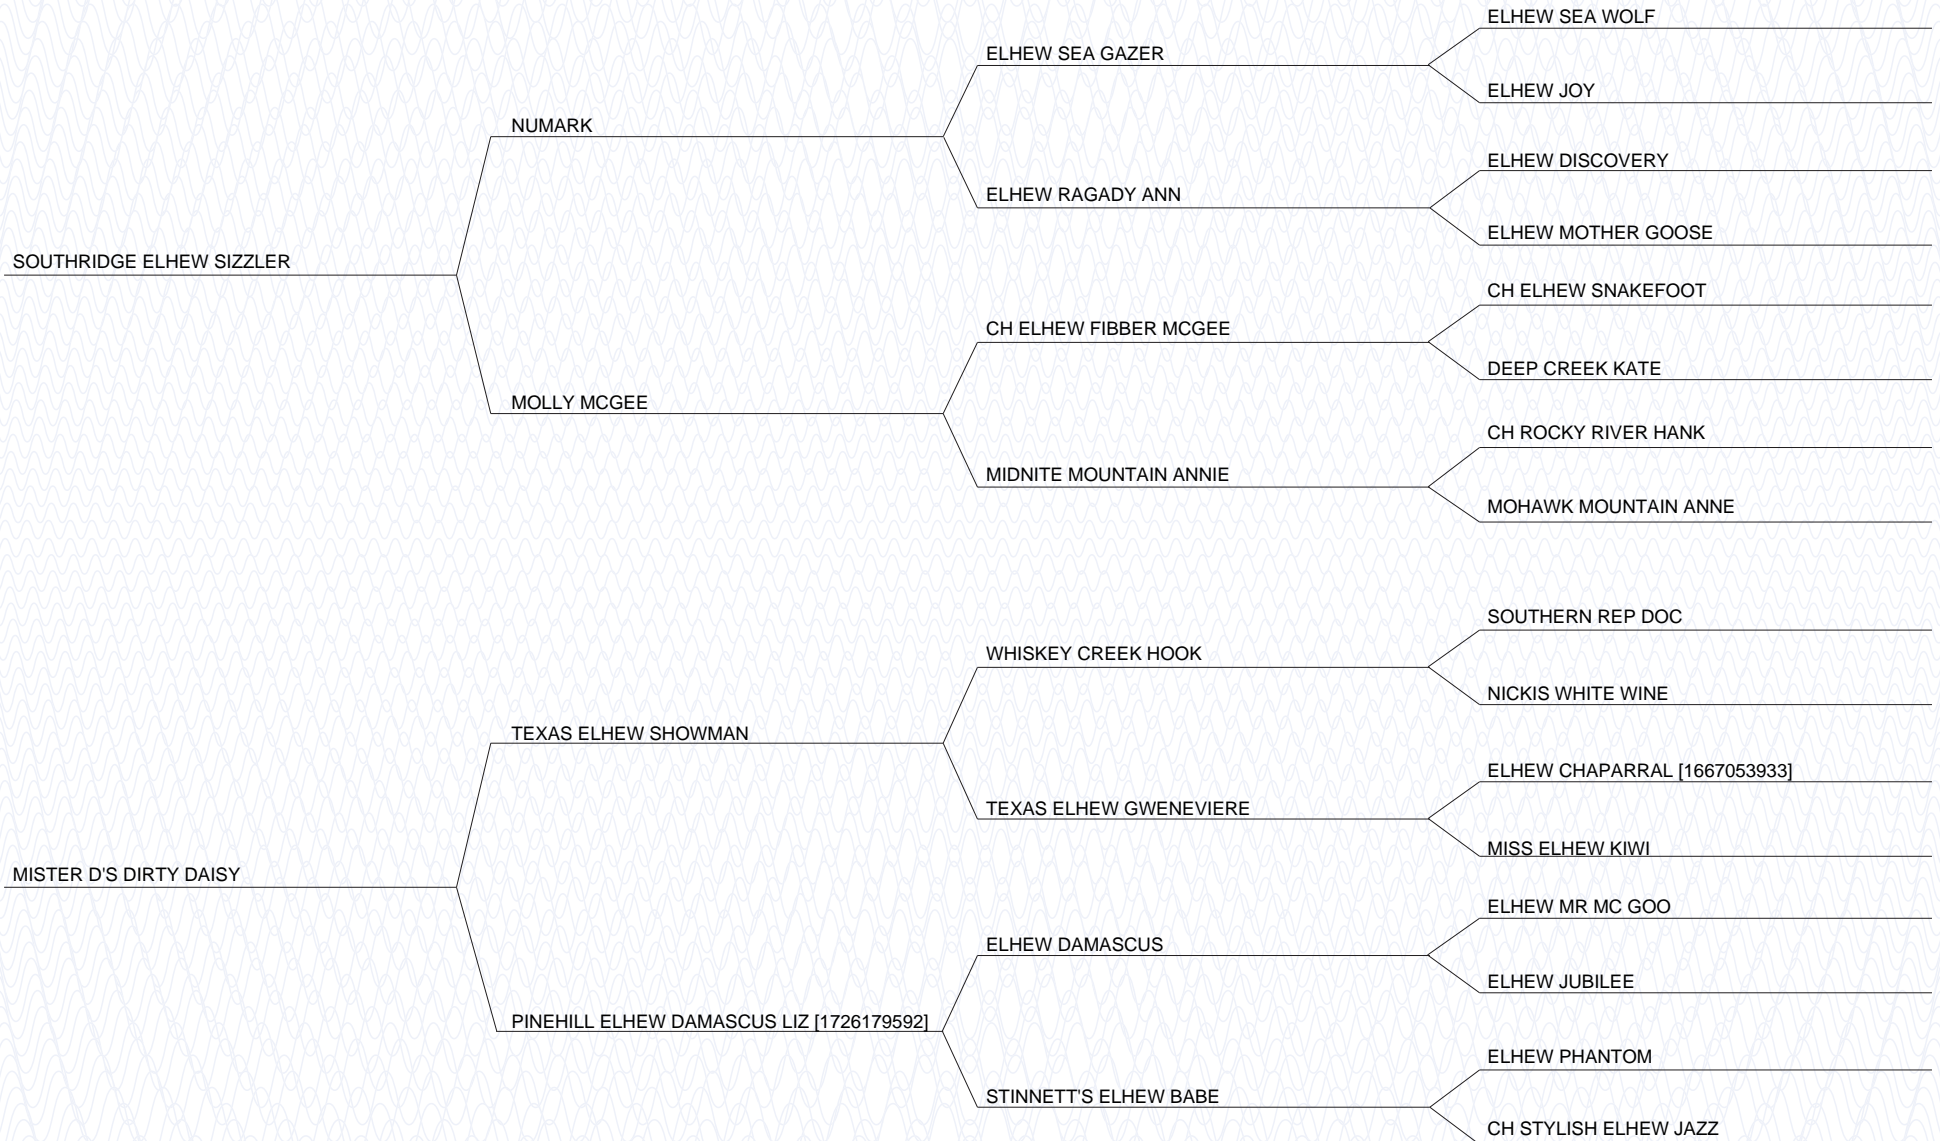 ELHEW SEA WOLF
ELHEW SEA GAZER
ELHEW JOY
NUMARK
ELHEW DISCOVERY
ELHEW RAGADY ANN
ELHEW MOTHER GOOSE
SOUTHRIDGE ELHEW SIZZLER
CH ELHEW SNAKEFOOT
CH ELHEW FIBBER MCGEE
DEEP CREEK KATE
MOLLY MCGEE
CH ROCKY RIVER HANK
MIDNITE MOUNTAIN ANNIE
MOHAWK MOUNTAIN ANNE
SOUTHERN REP DOC
WHISKEY CREEK HOOK
NICKIS WHITE WINE
TEXAS ELHEW SHOWMAN
ELHEW CHAPARRAL [1667053933]
TEXAS ELHEW GWENEVIERE
MISS ELHEW KIWI
MISTER D'S DIRTY DAISY
ELHEW MR MC GOO
ELHEW DAMASCUS
ELHEW JUBILEE
PINEHILL ELHEW DAMASCUS LIZ [1726179592]
ELHEW PHANTOM
STINNETT'S ELHEW BABE
CH STYLISH ELHEW JAZZ